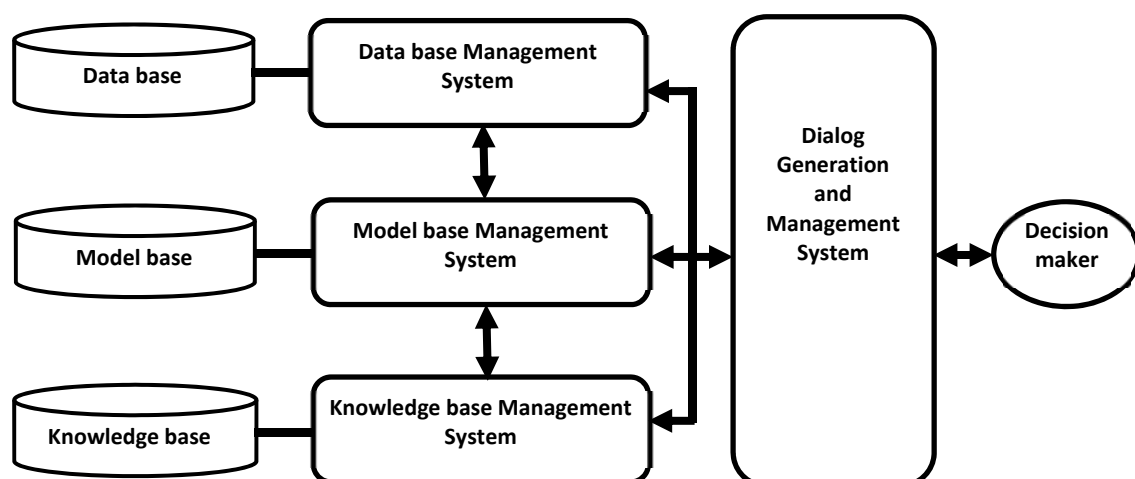 Data base
Data base Management
System
Model base
Model base Management
System
Knowledge base
Knowledge base Management
System
Dialog
Generation
and
Management
System
Decision
maker